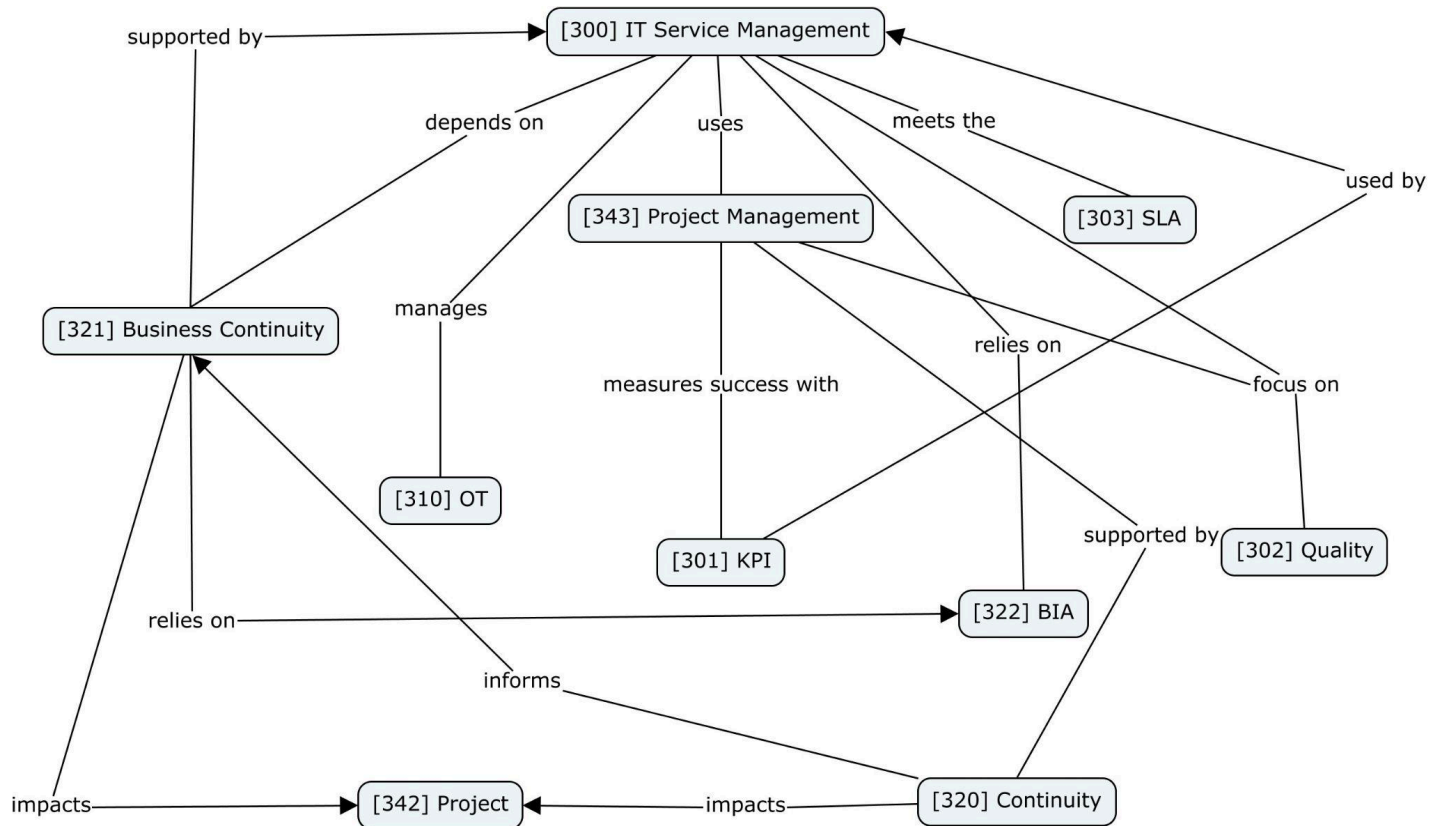 [300] IT Service Management
supported by
depends on
uses
meets the
used by
[343] Project Management
[303] SLA
manages
[321] Business Continuity
relies on
measures success with
focus on
[310] OT
supported by
[301] KPI
[302] Quality
relies on
[322] BIA
informs
impacts
[342] Project
impacts
[320] Continuity